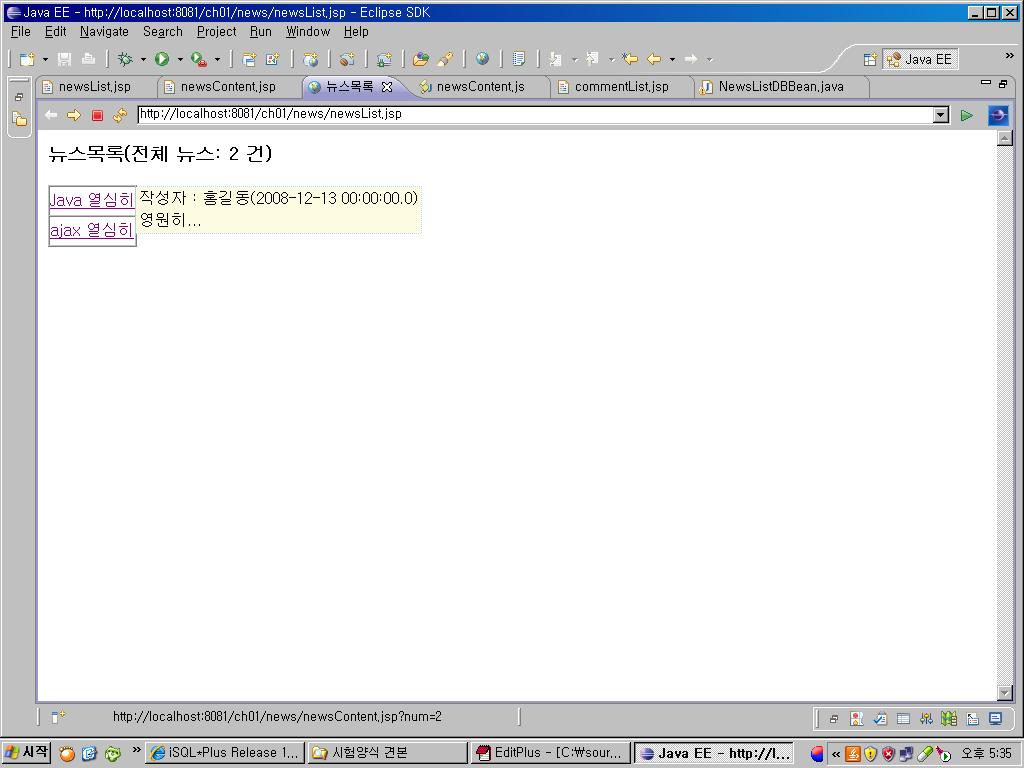 Java EE - http://localhost:8081/ch01/news/newsList.jsp - Eclipse SDK
File Edit Navigate Search Project Run Window Help
Java EE
newsList.jsp newsContent.jsp 뉴스목록 newsContent.js commentList.jsp NewsListDBBean.java
http://localhost:8081/ch01/news/newsList.jsp
뉴스목록(전체 뉴스: 2 건)
Java 열심히 작성자 : 홍길동(2008-12-13 00:00:00.0)
영원히...
ajax 열심히
http://localhost:8081/ch01/news/newsContent.jsp?num=2
시작 iSQL*Plus Release 1... 시험양식 견본 EditPlus - [C:\sour... Java EE - http://l... 오후 5:35